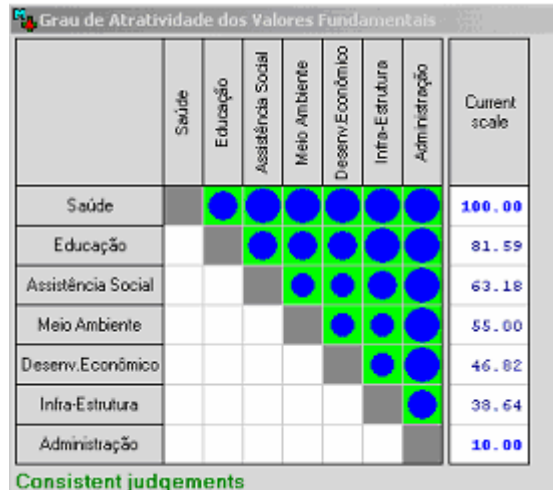 Grau de Atratividade dos Valores Fundamentais
Saúde
Educação
Assistência Social
Meio Ambiente
Desenv.Econômico
Infra-Estrutura
Administração
Current
scale
Saúde 100.00
Educação 81.59
Assistência Social 63.18
Meio Ambiente 55.00
Desenv.Econômico 46.82
Infra-Estrutura 38.64
Administração 10.00
Consistent judgements